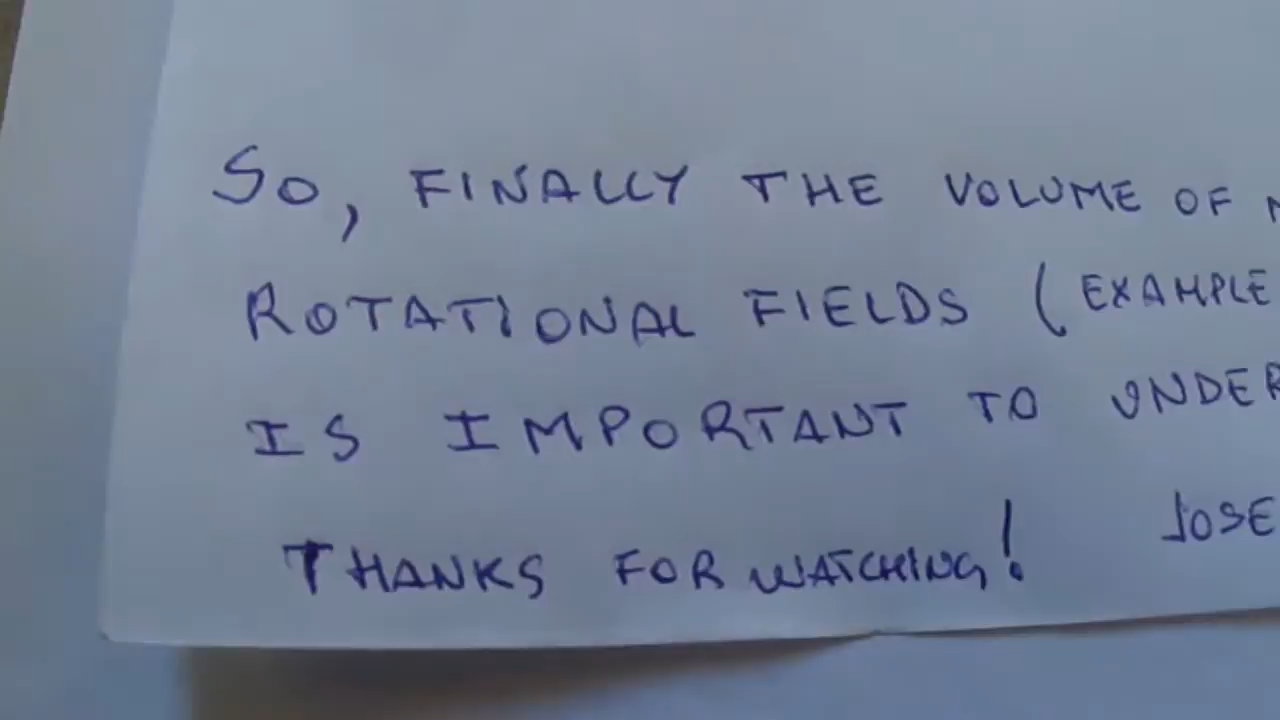 So, FINALLY THE VOLUME OF
ROTATIONAL FIELDS (EXAMPLE
IS IMPORTANT TO UNDER
THANKS FOR WATCHING! JOSE